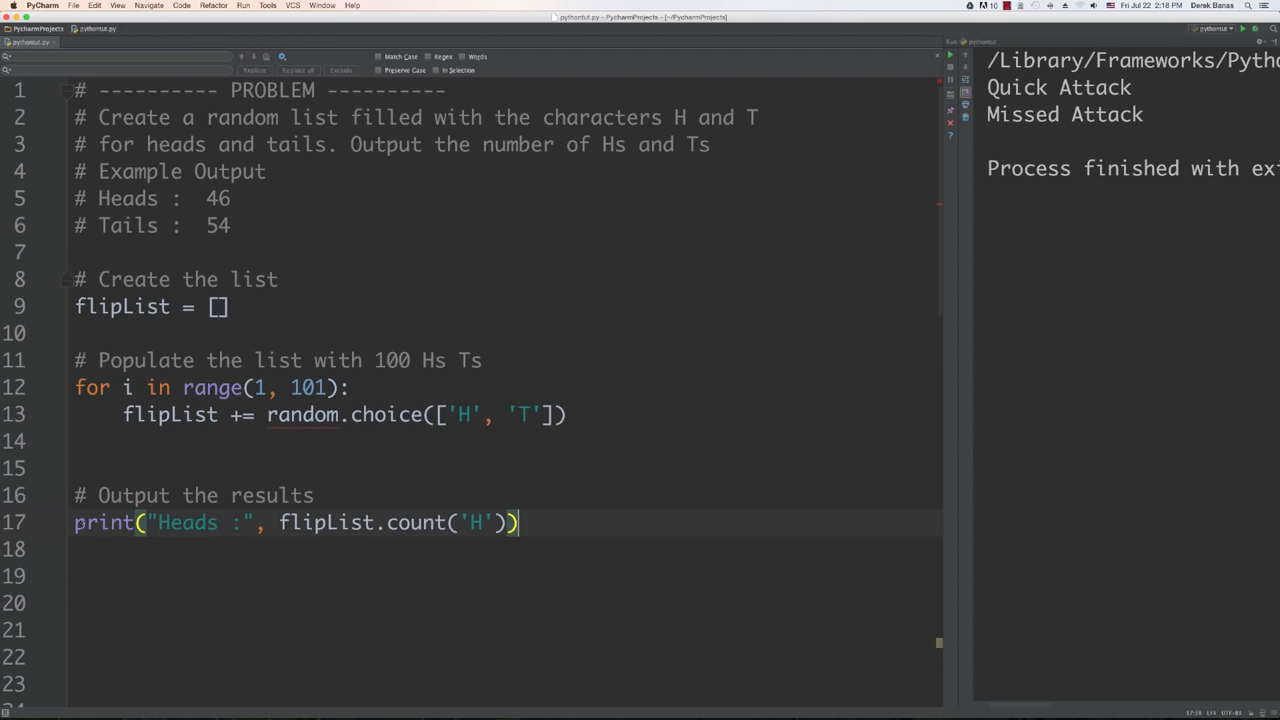 PyCharm File Edit View Navigate Code Refactor Run Tools VCS Window Help 10 Fri Jul 22 2:18 PM Derek Banas
pythontut.py - PycharmProjects - [~/PycharmProjects]
PycharmProjects pythontut.py pythontut
pythontut.py Run pythontut
Match Case Regex Words
Replace Replace all Exclude Preserve Case In Selection
1 # ---------- PROBLEM ----------
2 # Create a random list filled with the characters H and T
3 # for heads and tails. Output the number of Hs and Ts
4 # Example Output
5 # Heads :  46
6 # Tails :  54
7
8 # Create the list
9 flipList = []
10
11 # Populate the list with 100 Hs Ts
12 for i in range(1, 101):
13     flipList += random.choice(['H', 'T'])
14
15
16 # Output the results
17 print("Heads :", flipList.count('H'))
18
19
20
21
22
23
/Library/Frameworks/Pytho
Quick Attack
Missed Attack
Process finished with exi